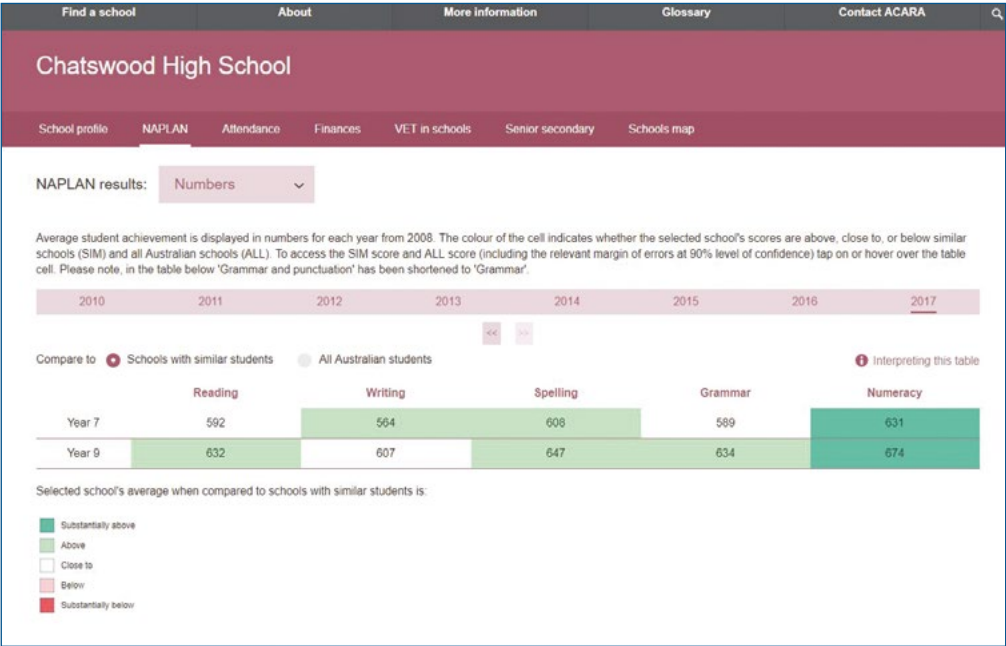 Find a school About More information Glossary Contact ACARA
Chatswood High School
School profile NAPLAN Attendance Finances VET in schools Senior secondary Schools map
NAPLAN results: Numbers
Average student achievement is displayed in numbers for each year from 2008. The colour of the cell indicates whether the selected school's scores are above, close to, or below similar
schools (SIM) and all Australian schools (ALL). To access the SIM score and ALL score (including the relevant margin of errors at 90% level of confidence) tap on or hover over the table
cell. Please note, in the table below 'Grammar and punctuation' has been shortened to 'Grammar'.
2010 2011 2012 2013 2014 2015 2016 2017
<< >>
Compare to Schools with similar students All Australian students Interpreting this table
Reading Writing Spelling Grammar Numeracy
Year 7 592 564 608 589 631
Year 9 632 607 647 634 674
Selected school's average when compared to schools with similar students is:
Substantially above
Above
Close to
Below
Substantially below